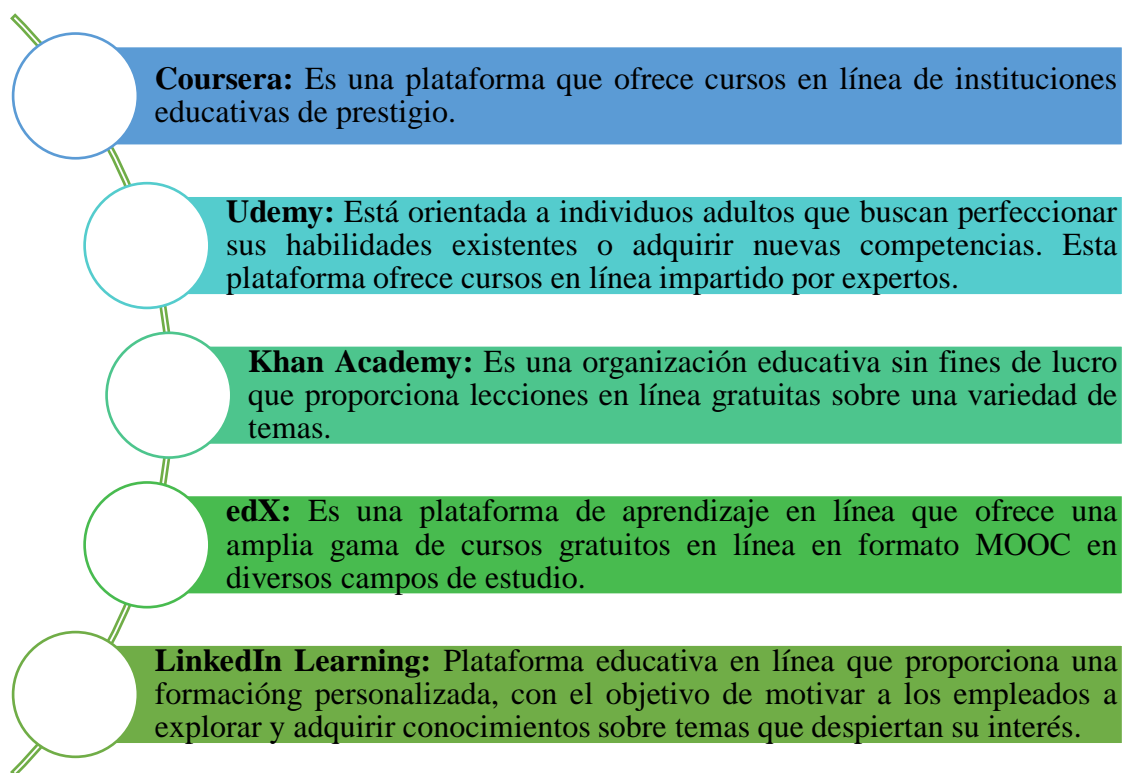 Coursera: Es una plataforma que ofrece cursos en línea de instituciones
educativas de prestigio.
Udemy: Está orientada a individuos adultos que buscan perfeccionar
sus habilidades existentes o adquirir nuevas competencias. Esta
plataforma ofrece cursos en línea impartido por expertos.
Khan Academy: Es una organización educativa sin fines de lucro
que proporciona lecciones en línea gratuitas sobre una variedad de
temas.
edX: Es una plataforma de aprendizaje en línea que ofrece una
amplia gama de cursos gratuitos en línea en formato MOOC en
diversos campos de estudio.
LinkedIn Learning: Plataforma educativa en línea que proporciona una
formacióng personalizada, con el objetivo de motivar a los empleados a
explorar y adquirir conocimientos sobre temas que despiertan su interés.